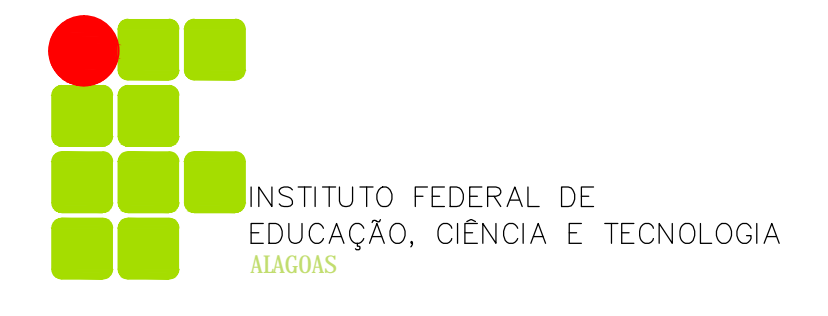 INSTITUTO FEDERAL DE
EDUCAÇÃO, CIÊNCIA E TECNOLOGIA
ALAGOAS